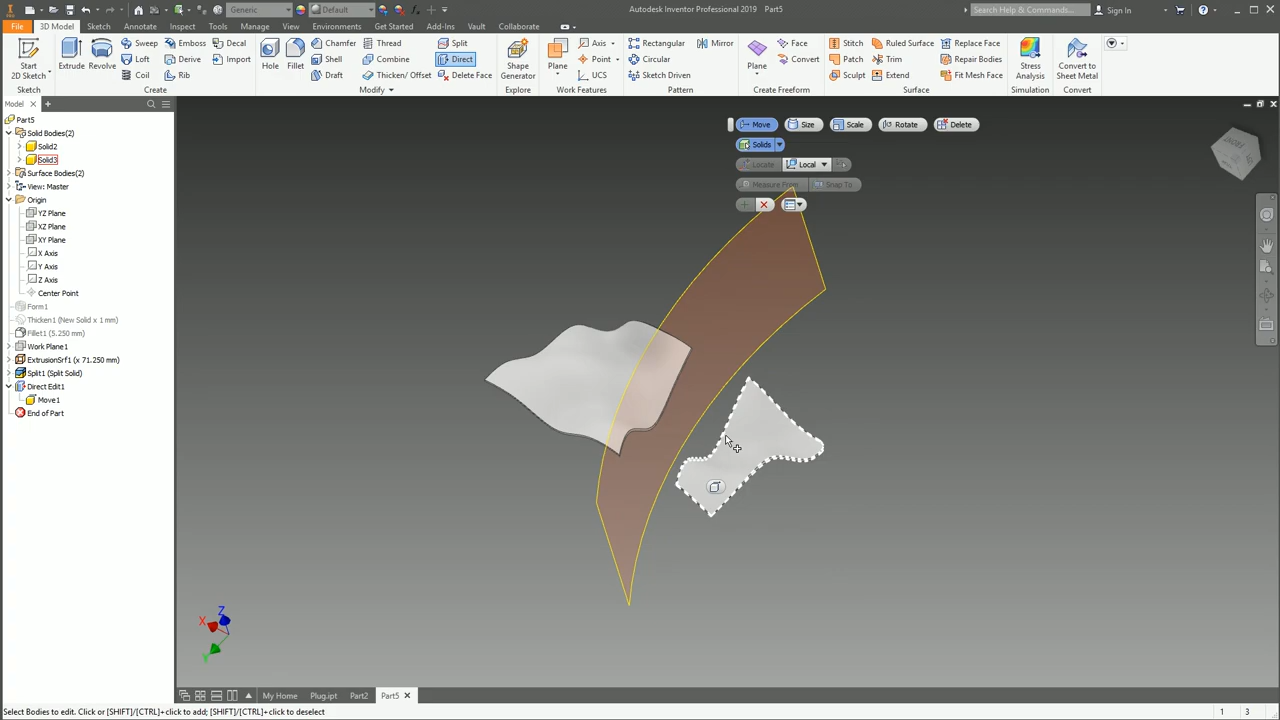 Generic
Default
Autodesk Inventor Professional 2019 Part5
Search Help & Commands...
Sign In
File
3D Model
Sketch
Annotate
Inspect
Tools
Manage
View
Environments
Get Started
Add-Ins
Vault
Collaborate
Start
2D Sketch
Extrude
Revolve
Sweep
Loft
Coil
Emboss
Derive
Rib
Decal
Import
Create
Hole
Fillet
Chamfer
Shell
Draft
Thread
Combine
Thicken/ Offset
Split
Direct
Delete Face
Modify
Shape
Generator
Explore
Plane
Axis
Point
UCS
Work Features
Rectangular
Circular
Sketch Driven
Mirror
Pattern
Plane
Face
Convert
Create Freeform
Stitch
Patch
Sculpt
Ruled Surface
Trim
Extend
Replace Face
Repair Bodies
Fit Mesh Face
Surface
Stress
Analysis
Simulation
Convert to
Sheet Metal
Convert
Model
Part5
Solid Bodies(2)
Solid2
Solid3
Surface Bodies(2)
View: Master
Origin
YZ Plane
XZ Plane
XY Plane
X Axis
Y Axis
Z Axis
Center Point
Form1
Thicken1 (New Solid x 1 mm)
Fillet1 (5.250 mm)
Work Plane1
ExtrusionSrf1 (x 71.250 mm)
Split1 (Split Solid)
Direct Edit1
Move1
End of Part
Move
Size
Scale
Rotate
Delete
Solids
Locate
Local
Measure From
Snap To
Z
X
Y
My Home
Plug.ipt
Part2
Part5
Select Bodies to edit. Click or [SHIFT]/[CTRL]+click to add; [SHIFT]/[CTRL]+click to deselect
1
3